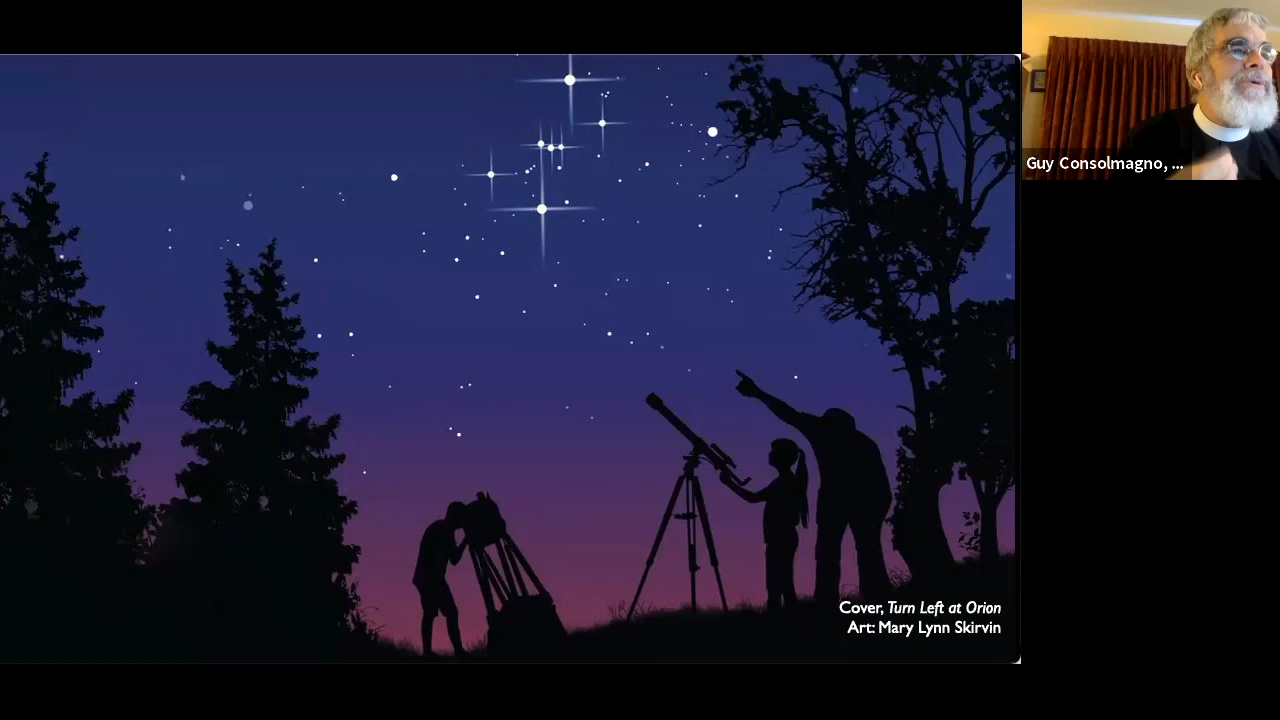 Guy Consolmagno, ...
Cover, Turn Left at Orion
Art: Mary Lynn Skirvin